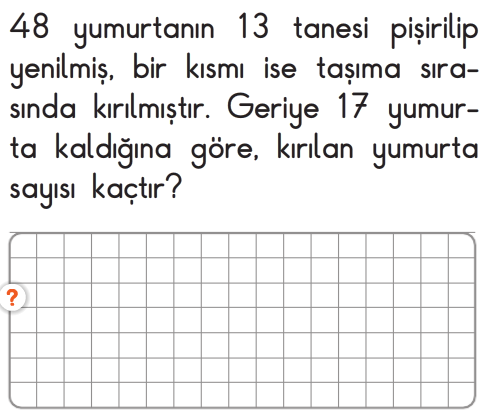 48 yumurtanın 13 tanesi pişirilip
yenilmiş, bir kısmı ise taşıma sıra-
sında kırılmıştır. Geriye 17 yumur-
ta kaldığına göre, kırılan yumurta
sayısı kaçtır?
?